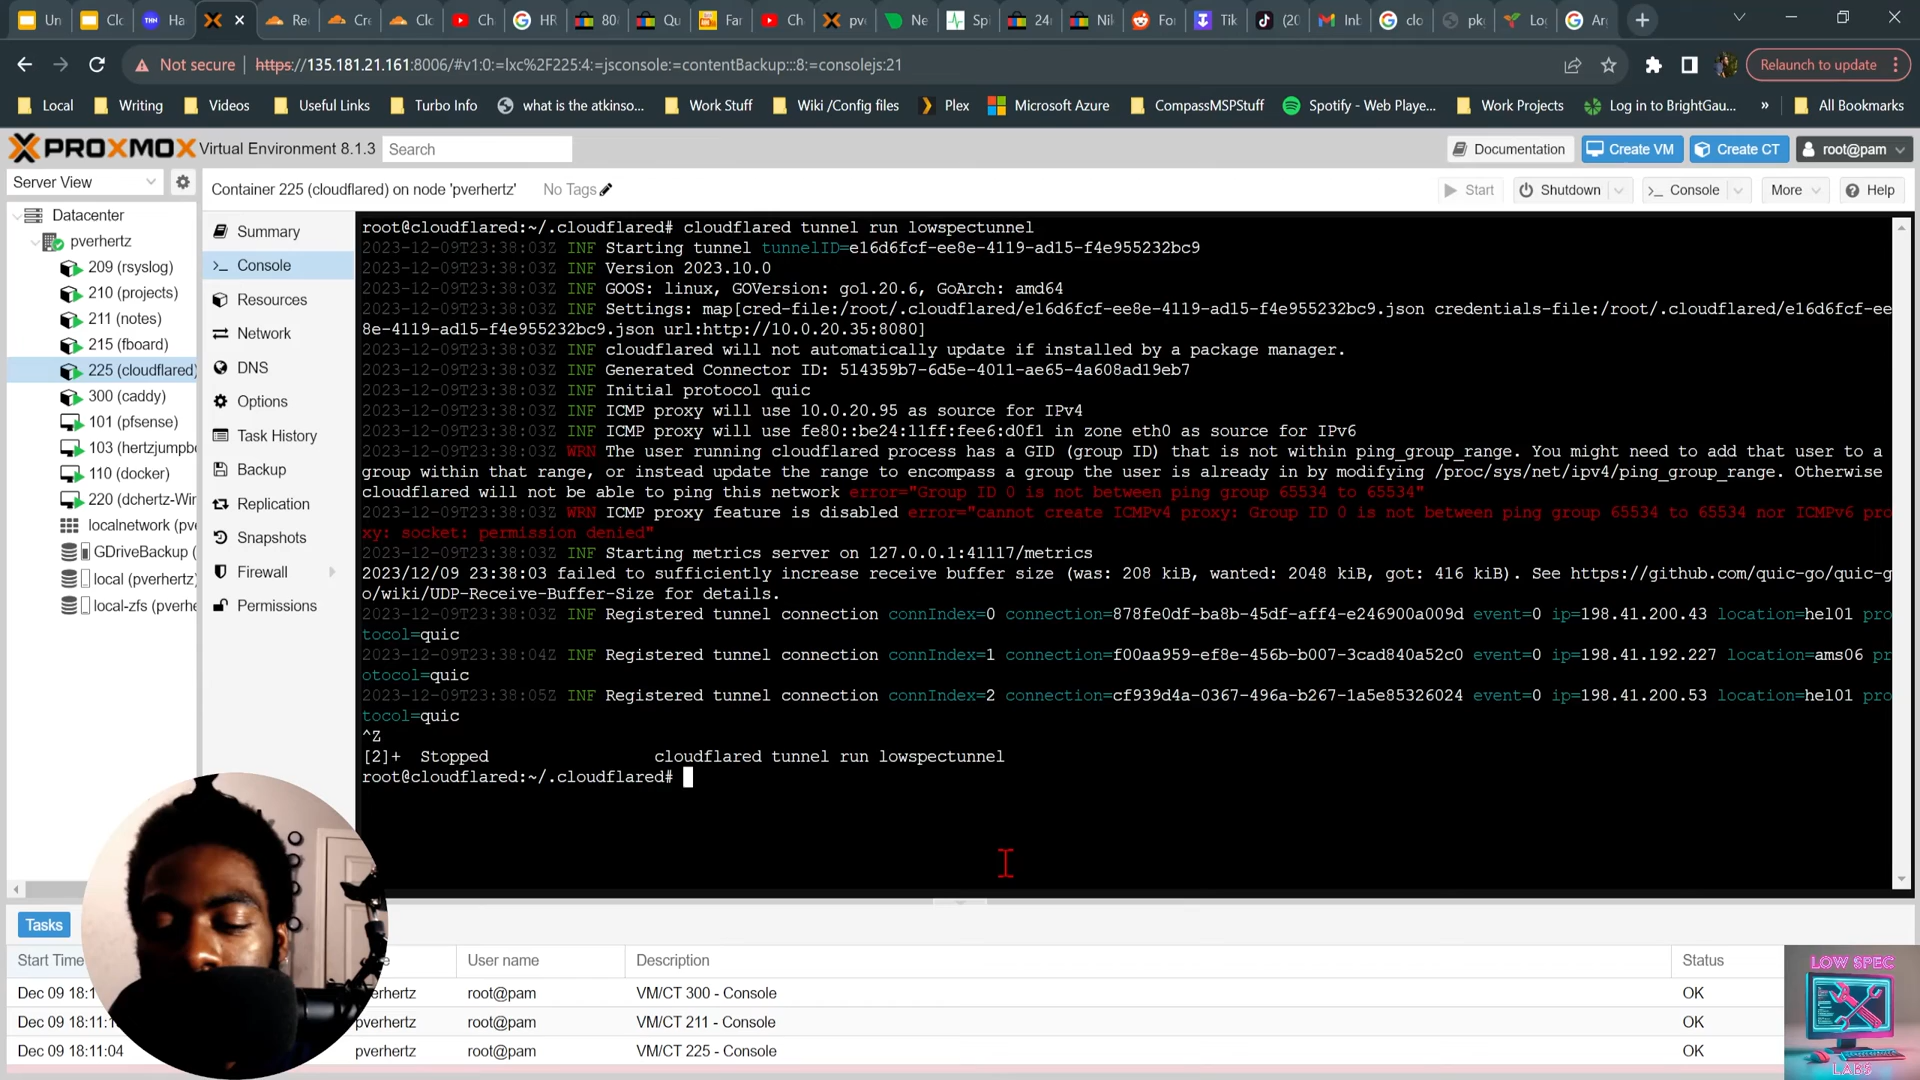 Un
Clc
Ha
Re
Cre
Clo
Ch
HR
80
Qu
Far
Ch
pve
Ne
Spi
24
Nik
Fo
Tik
(20
Inb
clo
pk
Lo
Ar
Not secure
https://135.181.21.161:8006/#v1:0:=lxc%2F225:4:=jsconsole:=contentBackup:::8:=consolejs:21
Relaunch to update
Local
Writing
Videos
Useful Links
Turbo Info
what is the atkinso...
Work Stuff
Wiki /Config files
Plex
Microsoft Azure
CompassMSPStuff
Spotify - Web Playe...
Work Projects
Log in to BrightGau...
»
All Bookmarks
PROXMOX Virtual Environment 8.1.3
Search
Documentation
Create VM
Create CT
root@pam
Server View
Container 225 (cloudflared) on node 'pverhertz'
No Tags
Start
Shutdown
Console
More
Help
Datacenter
pverhertz
209 (rsyslog)
210 (projects)
211 (notes)
215 (fboard)
225 (cloudflared)
300 (caddy)
101 (pfsense)
103 (hertzjumpbo
110 (docker)
220 (dchertz-Win
localnetwork (pve
GDriveBackup (
local (pverhertz)
local-zfs (pverhe
Summary
Console
Resources
Network
DNS
Options
Task History
Backup
Replication
Snapshots
Firewall
Permissions
root@cloudflared:~/.cloudflared# cloudflared tunnel run lowspectunnel
2023-12-09T23:38:03Z INF Starting tunnel tunnelID=e16d6fcf-ee8e-4119-ad15-f4e955232bc9
2023-12-09T23:38:03Z INF Version 2023.10.0
2023-12-09T23:38:03Z INF GOOS: linux, GOVersion: go1.20.6, GoArch: amd64
2023-12-09T23:38:03Z INF Settings: map[cred-file:/root/.cloudflared/e16d6fcf-ee8e-4119-ad15-f4e955232bc9.json credentials-file:/root/.cloudflared/e16d6fcf-ee
8e-4119-ad15-f4e955232bc9.json url:http://10.0.20.35:8080]
2023-12-09T23:38:03Z INF cloudflared will not automatically update if installed by a package manager.
2023-12-09T23:38:03Z INF Generated Connector ID: 514359b7-6d5e-4011-ae65-4a608ad19eb7
2023-12-09T23:38:03Z INF Initial protocol quic
2023-12-09T23:38:03Z INF ICMP proxy will use 10.0.20.95 as source for IPv4
2023-12-09T23:38:03Z INF ICMP proxy will use fe80::be24:11ff:fee6:d0f1 in zone eth0 as source for IPv6
2023-12-09T23:38:03Z WRN The user running cloudflared process has a GID (group ID) that is not within ping_group_range. You might need to add that user to a
group within that range, or instead update the range to encompass a group the user is already in by modifying /proc/sys/net/ipv4/ping_group_range. Otherwise
cloudflared will not be able to ping this network error="Group ID 0 is not between ping group 65534 to 65534"
2023-12-09T23:38:03Z WRN ICMP proxy feature is disabled error="cannot create ICMPv4 proxy: Group ID 0 is not between ping group 65534 to 65534 nor ICMPv6 pro
xy: socket: permission denied"
2023-12-09T23:38:03Z INF Starting metrics server on 127.0.0.1:41117/metrics
2023/12/09 23:38:03 failed to sufficiently increase receive buffer size (was: 208 kiB, wanted: 2048 kiB, got: 416 kiB). See https://github.com/quic-go/quic-g
o/wiki/UDP-Receive-Buffer-Size for details.
2023-12-09T23:38:03Z INF Registered tunnel connection connIndex=0 connection=878fe0df-ba8b-45df-aff4-e246900a009d event=0 ip=198.41.200.43 location=hel01 pro
tocol=quic
2023-12-09T23:38:04Z INF Registered tunnel connection connIndex=1 connection=f00aa959-ef8e-456b-b007-3cad840a52c0 event=0 ip=198.41.192.227 location=ams06 pr
otocol=quic
2023-12-09T23:38:05Z INF Registered tunnel connection connIndex=2 connection=cf939d4a-0367-496a-b267-1a5e85326024 event=0 ip=198.41.200.53 location=hel01 pro
tocol=quic
^Z
[2]+ Stopped cloudflared tunnel run lowspectunnel
root@cloudflared:~/.cloudflared#
Tasks
Start Time
User name
Description
Status
Dec 09 18:1
verhertz
root@pam
VM/CT 300 - Console
OK
Dec 09 18:11:1
verhertz
root@pam
VM/CT 211 - Console
OK
Dec 09 18:11:04
pverhertz
root@pam
VM/CT 225 - Console
OK
LOW SPEC
LABS